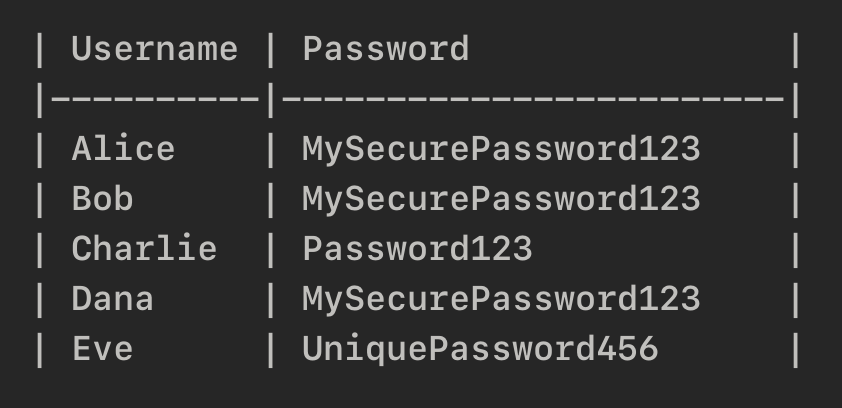 | Username | Password               |
|----------|------------------------|
| Alice    | MySecurePassword123    |
| Bob      | MySecurePassword123    |
| Charlie  | Password123            |
| Dana     | MySecurePassword123    |
| Eve      | UniquePassword456      |